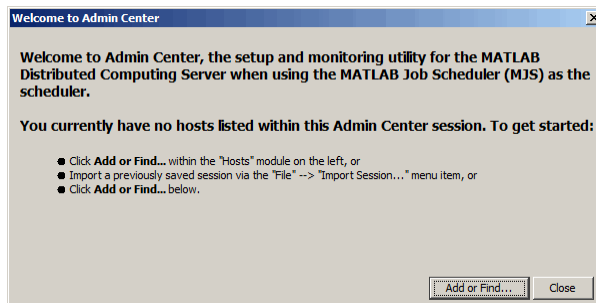 Welcome to Admin Center
Welcome to Admin Center, the setup and monitoring utility for the MATLAB
Distributed Computing Server when using the MATLAB Job Scheduler (MJS) as the
scheduler.
You currently have no hosts listed within this Admin Center session. To get started:
● Click Add or Find... within the "Hosts" module on the left, or
● Import a previously saved session via the "File" --> "Import Session..." menu item, or
● Click Add or Find... below.
Add or Find...
Close